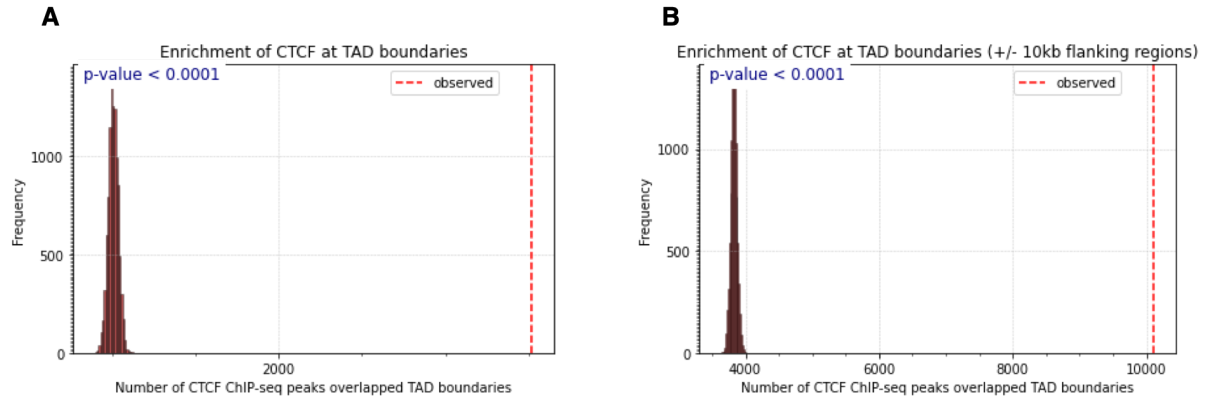 A
Enrichment of CTCF at TAD boundaries
p-value < 0.0001
observed
1000
500
0
Frequency
2000
Number of CTCF ChIP-seq peaks overlapped TAD boundaries
B
Enrichment of CTCF at TAD boundaries (+/- 10kb flanking regions)
p-value < 0.0001
observed
1000
500
0
Frequency
4000 6000 8000 10000
Number of CTCF ChIP-seq peaks overlapped TAD boundaries